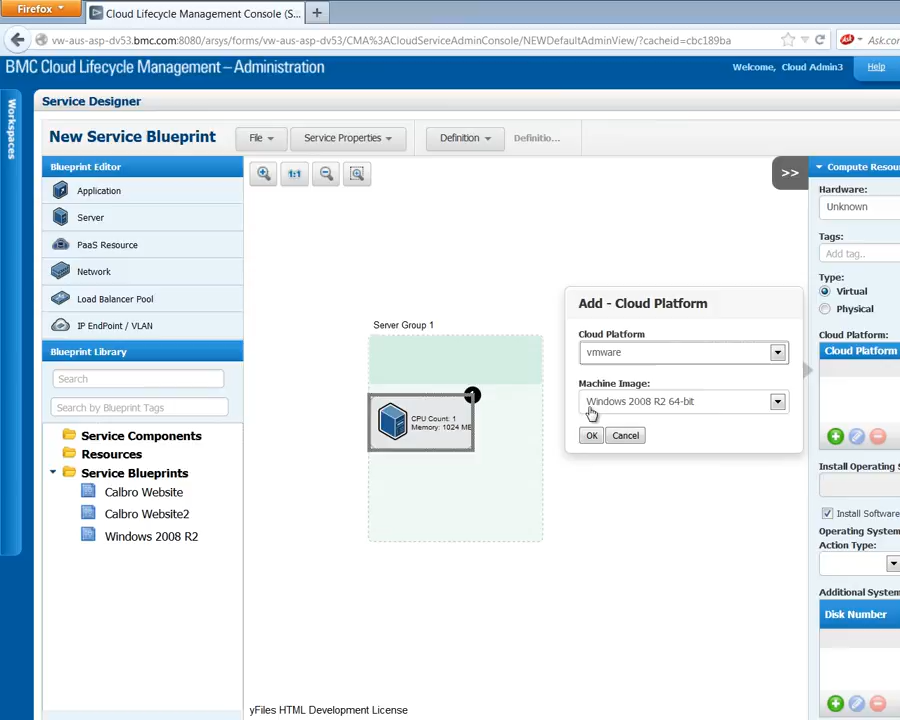 Firefox
Cloud Lifecycle Management Console (S...
vw-aus-asp-dv53.bmc.com:8080/arsys/forms/vw-aus-asp-dv53/CMA%3ACloudServiceAdminConsole/NEWDefaultAdminView/?cacheid=cbc189ba
Ask.co
BMC Cloud Lifecycle Management – Administration
Welcome, Cloud Admin3
Help
Workspaces
Service Designer
New Service Blueprint
File
Service Properties
Definition
Definitio...
Blueprint Editor
Application
Server
PaaS Resource
Network
Load Balancer Pool
IP EndPoint / VLAN
Blueprint Library
Search
Search by Blueprint Tags
Service Components
Resources
Service Blueprints
Calbro Website
Calbro Website2
Windows 2008 R2
1:1
Server Group 1
1
CPU Count: 1
Memory: 1024 MB
Add - Cloud Platform
Cloud Platform
vmware
Machine Image:
Windows 2008 R2 64-bit
OK
Cancel
>>
Compute Resou
Hardware:
Unknown
Tags:
Add tag..
Type:
Virtual
Physical
Cloud Platform:
Cloud Platform
Install Operating S
Install Software
Operating System
Action Type:
Additional System
Disk Number
yFiles HTML Development License